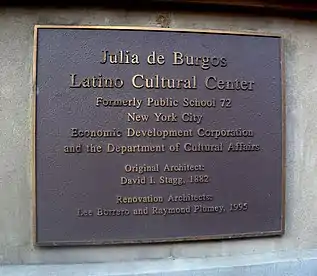 Julia de Burgos
Latino Cultural Center
Formerly Public School 72
New York City
Economic Development Corporation
and the Department of Cultural Affairs
Original Architect:
David I. Stagg, 1882
Renovation Architects:
Lee Borrero and Raymond Plumey, 1995